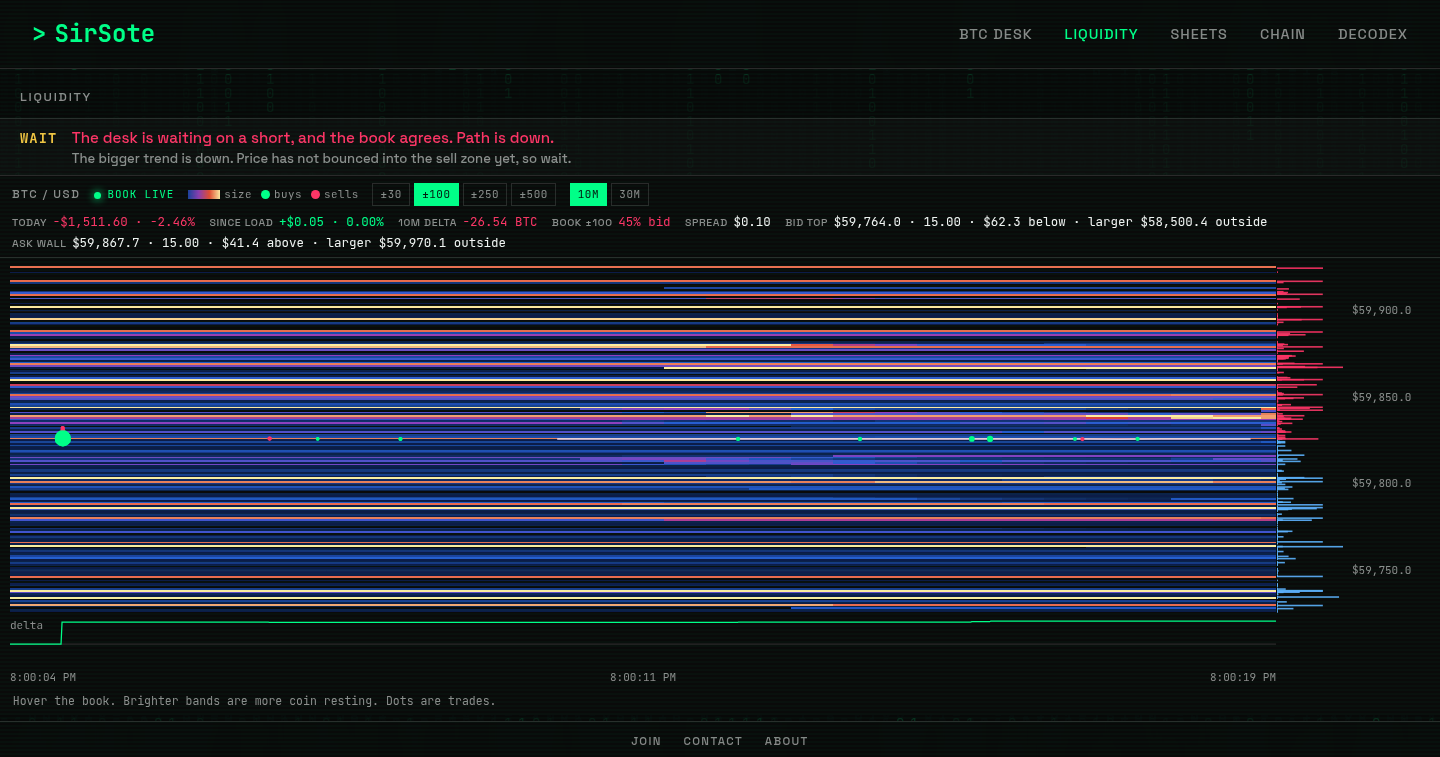 > SirSote
BTC DESK LIQUIDITY SHEETS CHAIN DECODEX
LIQUIDITY
WAIT The desk is waiting on a short, and the book agrees. Path is down.
The bigger trend is down. Price has not bounced into the sell zone yet, so wait.
BTC / USD BOOK LIVE size buys sells ±30 ±100 ±250 ±500 10M 30M
TODAY -$1,511.60 · -2.46% SINCE LOAD +$0.05 · 0.00% 10M DELTA -26.54 BTC BOOK ±100 45% bid SPREAD $0.10 BID TOP $59,764.0 · 15.00 · $62.3 below · larger $58,500.4 outside
ASK WALL $59,867.7 · 15.00 · $41.4 above · larger $59,970.1 outside
$59,900.0
$59,850.0
$59,800.0
$59,750.0
delta
8:00:04 PM 8:00:11 PM 8:00:19 PM
Hover the book. Brighter bands are more coin resting. Dots are trades.
JOIN CONTACT ABOUT